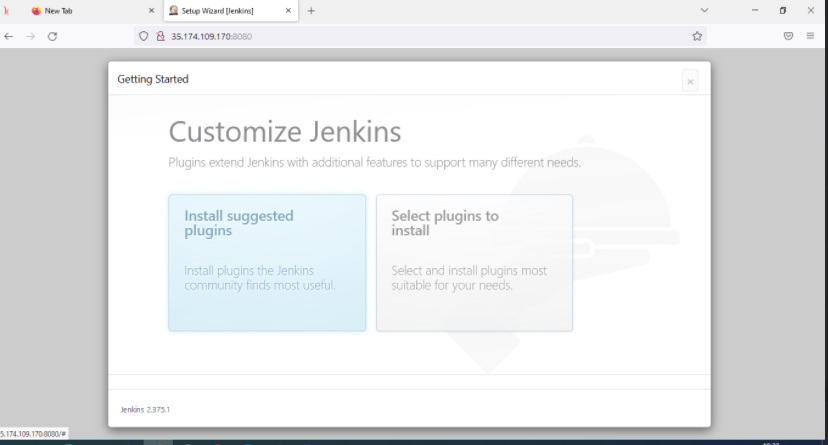 New Tab
Setup Wizard [Jenkins]
35.174.109.170:8080
Getting Started
Customize Jenkins
Plugins extend Jenkins with additional features to support many different needs.
Install suggested
plugins
Install plugins the Jenkins
community finds most useful.
Select plugins to
install
Select and install plugins most
suitable for your needs.
Jenkins 2.375.1
5.174.109.170:8080/#